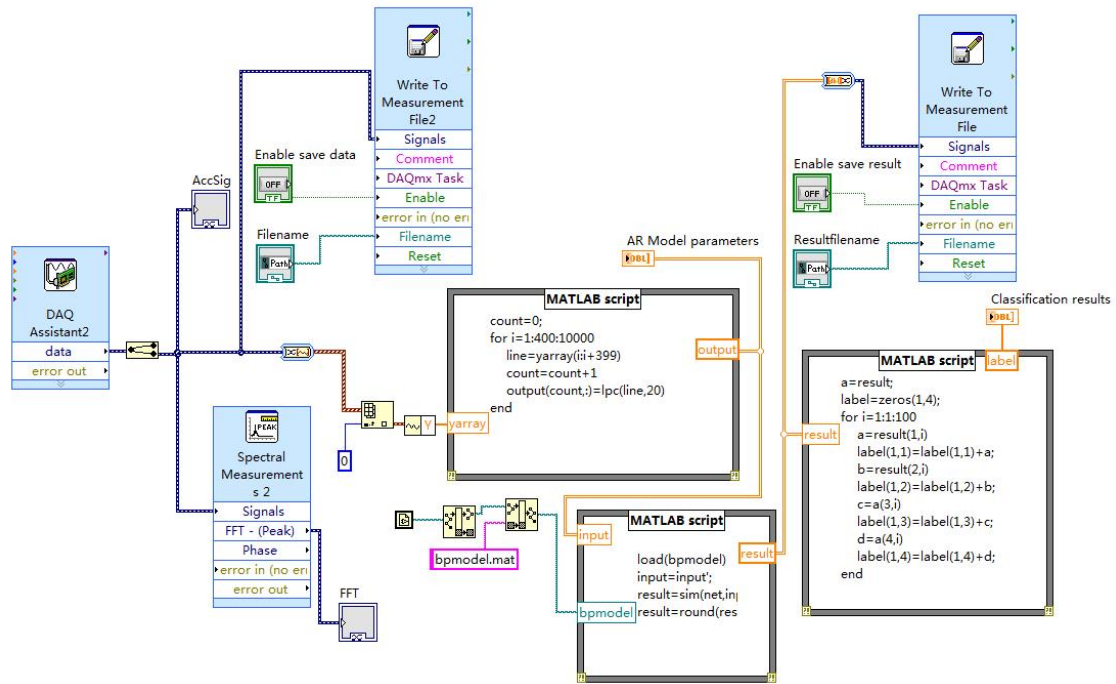 Write To
Measurement
File2
Signals
Comment
DAQmx Task
Enable
error in (no err
Filename
Reset
Enable save data
OFF
TF
Filename
Path
AccSig
DAQ
Assistant2
data
error out
PEAK
Spectral
Measurement
s 2
Signals
FFT - (Peak)
Phase
error in (no err
error out
FFT
0
Y
yarray
MATLAB script
count=0;
for i=1:400:10000
line=yarray(i:i+399)
count=count+1
output(count,:)=lpc(line,20)
end
output
AR Model parameters
DBL]
bpmodel.mat
MATLAB script
input
bpmodel
load(bpmodel)
input=input';
result=sim(net,inp
result=round(res
result
Write To
Measurement
File
Signals
Comment
DAQmx Task
Enable
error in (no err
Filename
Reset
Enable save result
OFF
TF
Resultfilename
Path
Classification results
DBL]
MATLAB script
label
result
a=result;
label=zeros(1,4);
for i=1:1:100
a=result(1,i)
label(1,1)=label(1,1)+a;
b=result(2,i)
label(1,2)=label(1,2)+b;
c=a(3,i)
label(1,3)=label(1,3)+c;
d=a(4,i)
label(1,4)=label(1,4)+d;
end